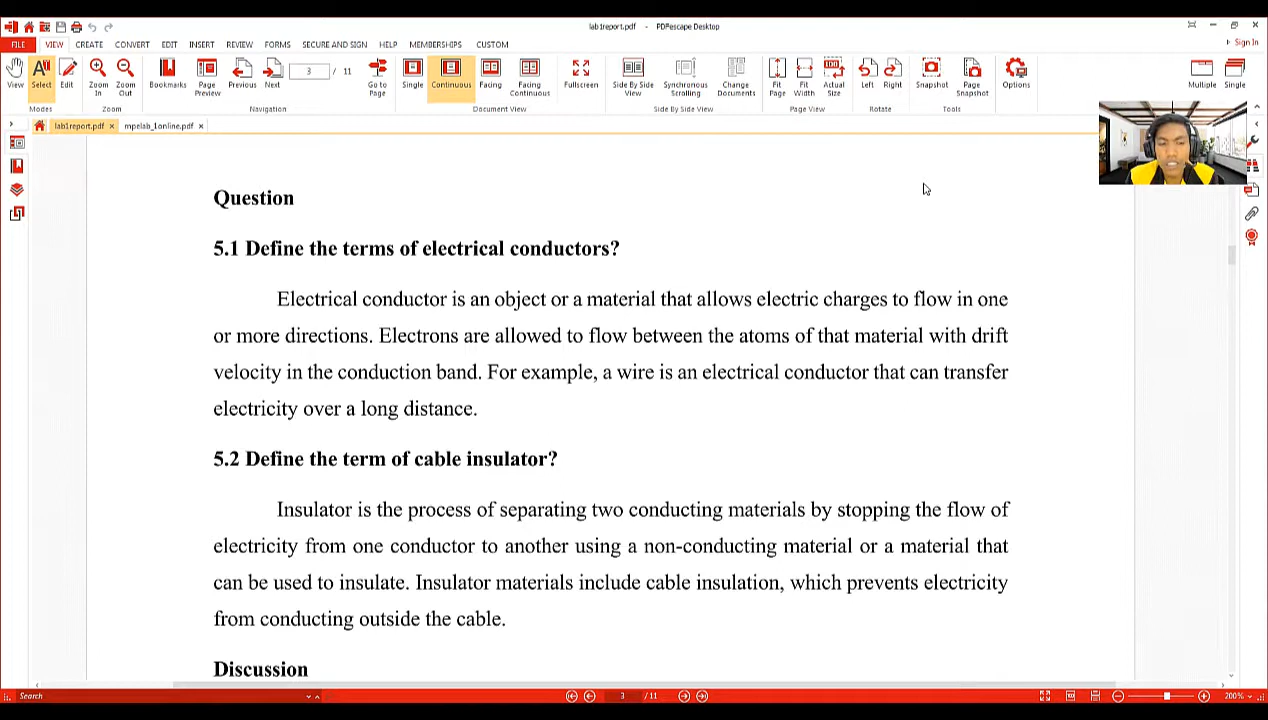 lab1report.pdf - PDFescape Desktop
FILE VIEW CREATE CONVERT EDIT INSERT REVIEW FORMS SECURE AND SIGN HELP MEMBERSHIPS CUSTOM
Sign In
View Select Edit Zoom In Zoom Out Bookmarks Page Preview Previous Next 3 / 11 Go to Page Single Continuous Facing Facing Continuous Fullscreen Side By Side View Synchronous Scrolling Change Documents Fit Page Fit Width Actual Size Left Right Snapshot Page Snapshot Options Multiple Single
Modes Zoom Navigation Document View Side By Side View Page View Rotate Tools
lab1report.pdf × mpelab_1online.pdf ×
Question
5.1 Define the terms of electrical conductors?
Electrical conductor is an object or a material that allows electric charges to flow in one
or more directions. Electrons are allowed to flow between the atoms of that material with drift
velocity in the conduction band. For example, a wire is an electrical conductor that can transfer
electricity over a long distance.
5.2 Define the term of cable insulator?
Insulator is the process of separating two conducting materials by stopping the flow of
electricity from one conductor to another using a non-conducting material or a material that
can be used to insulate. Insulator materials include cable insulation, which prevents electricity
from conducting outside the cable.
Discussion
Search 3 / 11 200%